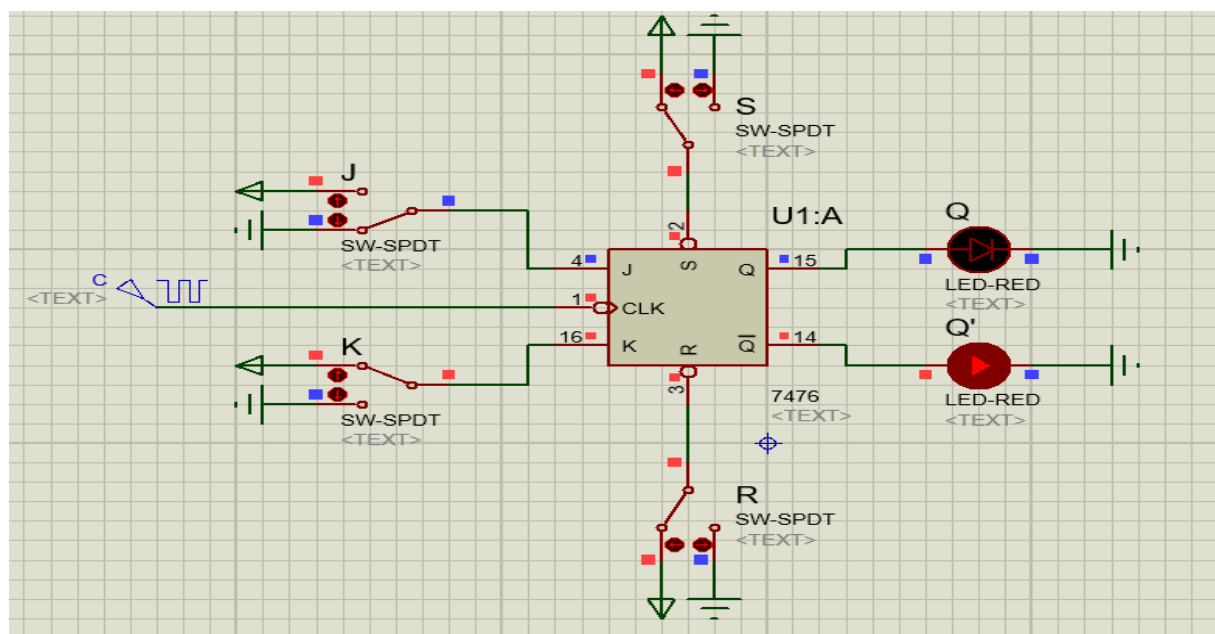 S
SW-SPDT
<TEXT>
J
SW-SPDT
<TEXT>
C
<TEXT>
K
SW-SPDT
<TEXT>
U1:A
2
4
J
S
Q
15
1
CLK
16
K
R
Q
14
3
7476
<TEXT>
Q
LED-RED
<TEXT>
Q'
LED-RED
<TEXT>
R
SW-SPDT
<TEXT>